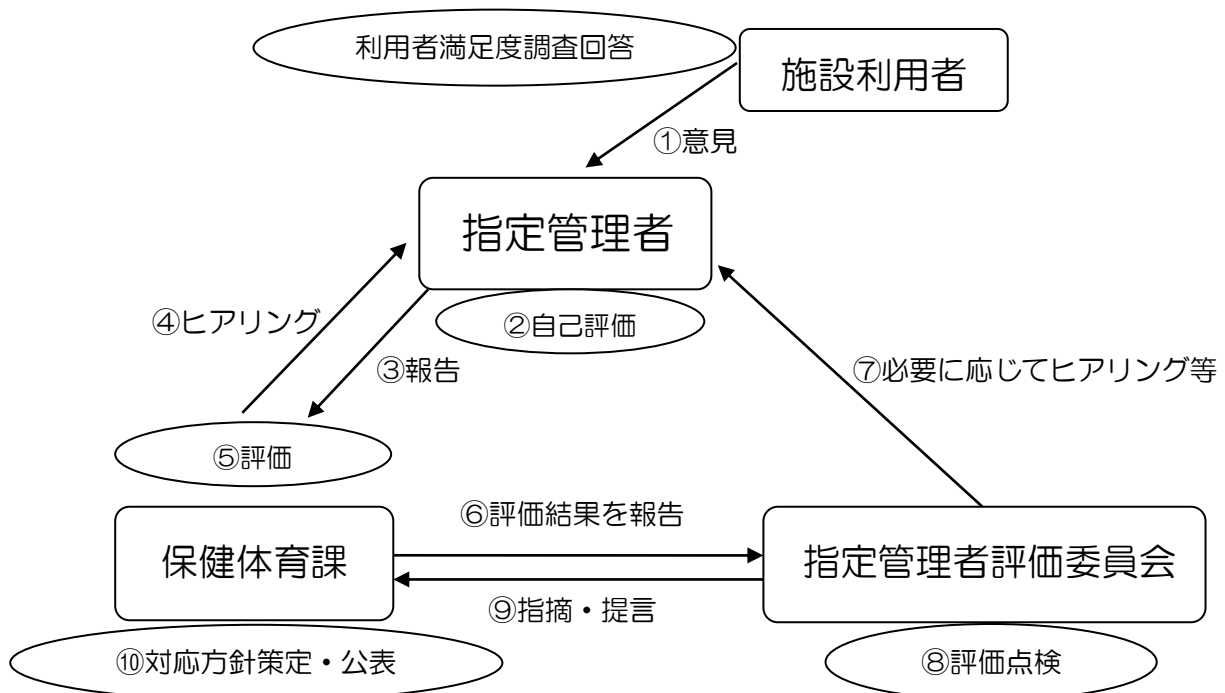 利用者満足度調査回答
施設利用者
①意見
指定管理者
②自己評価
④ヒアリング
③報告
⑦必要に応じてヒアリング等
⑤評価
⑥評価結果を報告
保健体育課
指定管理者評価委員会
⑨指摘・提言
⑩対応方針策定・公表
⑧評価点検